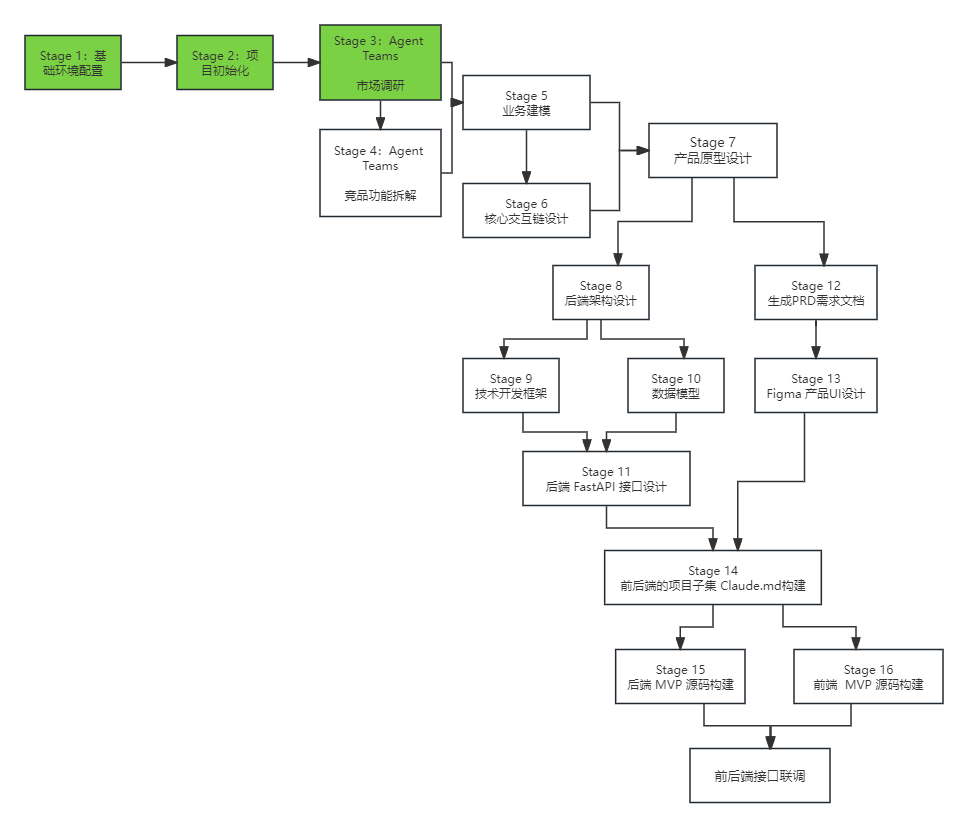 Stage 1：基
础环境配置
Stage 2：项
目初始化
Stage 3：Agent
Teams
市场调研
Stage 4：Agent
Teams
竞品功能拆解
Stage 5
业务建模
Stage 6
核心交互链设计
Stage 7
产品原型设计
Stage 8
后端架构设计
Stage 12
生成PRD需求文档
Stage 9
技术开发框架
Stage 10
数据模型
Stage 13
Figma 产品UI设计
Stage 11
后端 FastAPI 接口设计
Stage 14
前后端的项目子集 Claude.md构建
Stage 15
后端 MVP 源码构建
Stage 16
前端  MVP 源码构建
前后端接口联调